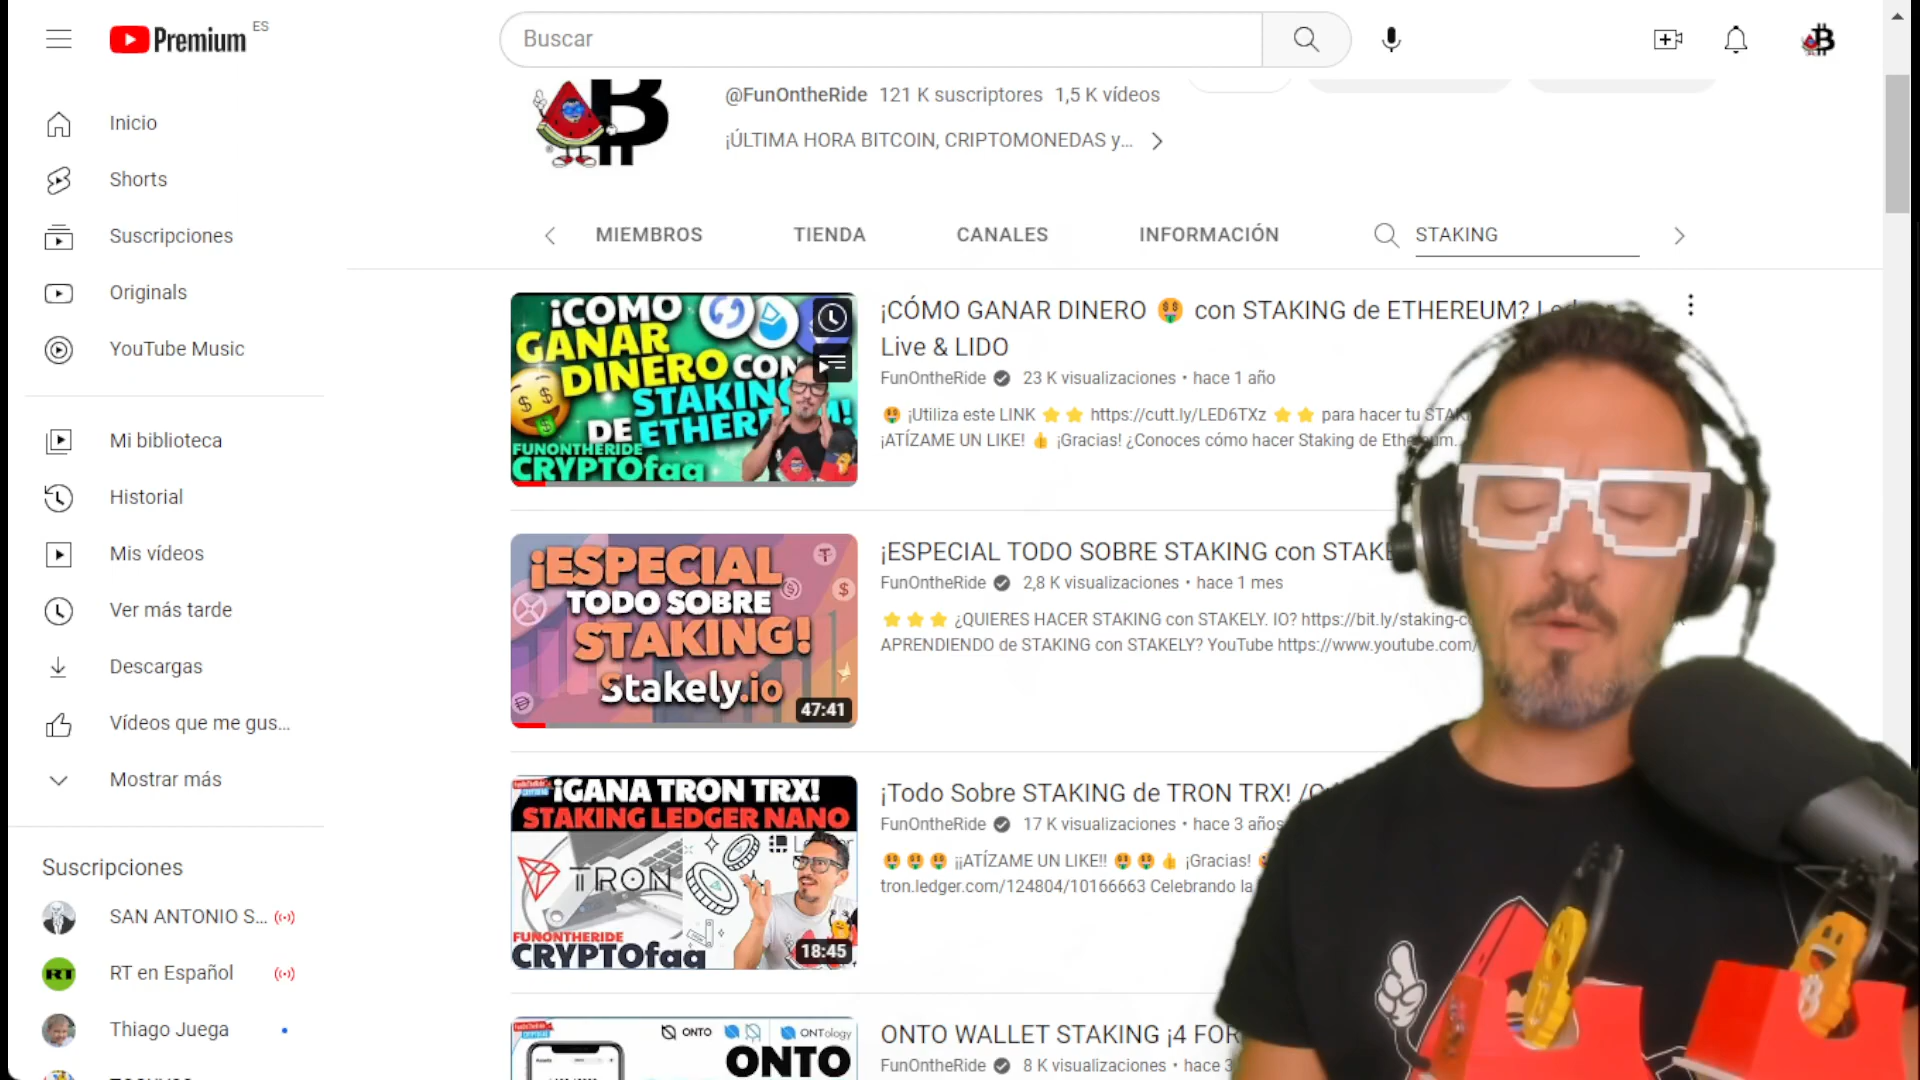 Premium ES
Buscar
@FunOntheRide 121 K suscriptores 1,5 K vídeos
¡ÚLTIMA HORA BITCOIN, CRIPTOMONEDAS y...
MIEMBROS TIENDA CANALES INFORMACIÓN STAKING
Inicio
Shorts
Suscripciones
Originals
YouTube Music
Mi biblioteca
Historial
Mis vídeos
Ver más tarde
Descargas
Vídeos que me gus...
Mostrar más
Suscripciones
SAN ANTONIO S...
RT en Español
Thiago Juega
¡COMO
GANAR
DINERO CON
STAKING
DE ETHEREUM!
FUNONTHERIDE
CRYPTOfaq
¡CÓMO GANAR DINERO 🤑 con STAKING de ETHEREUM?
Live & LIDO
FunOntheRide 23 K visualizaciones • hace 1 año
🤑 ¡Utiliza este LINK ⭐ ⭐ https://cutt.ly/LED6TXz ⭐ ⭐ para hacer tu
¡ATÍZAME UN LIKE! 👍 ¡Gracias! ¿Conoces cómo hacer Staking de
¡ESPECIAL
TODO SOBRE
STAKING!
Stakely.io
47:41
¡ESPECIAL TODO SOBRE STAKING con
FunOntheRide 2,8 K visualizaciones • hace 1 mes
⭐ ⭐ ⭐ ¿QUIERES HACER STAKING con STAKELY. IO? https://bit.ly/staking-
APRENDIENDO de STAKING con STAKELY? YouTube https://www.youtube.com/
¡GANA TRON TRX!
STAKING LEDGER NANO
TRON
FUNONTHERIDE
CRYPTOfaq
18:45
¡Todo Sobre STAKING de TRON TRX!
FunOntheRide 17 K visualizaciones • hace 3 años
🤑 🤑 🤑 ¡¡ATÍZAME UN LIKE!! 🤑 🤑 👍 ¡Gracias!
tron.ledger.com/124804/10166663 Celebrando la
ONTO ONTology
ONTO
ONTO WALLET STAKING ¡4
FunOntheRide 8 K visualizaciones • hace 3